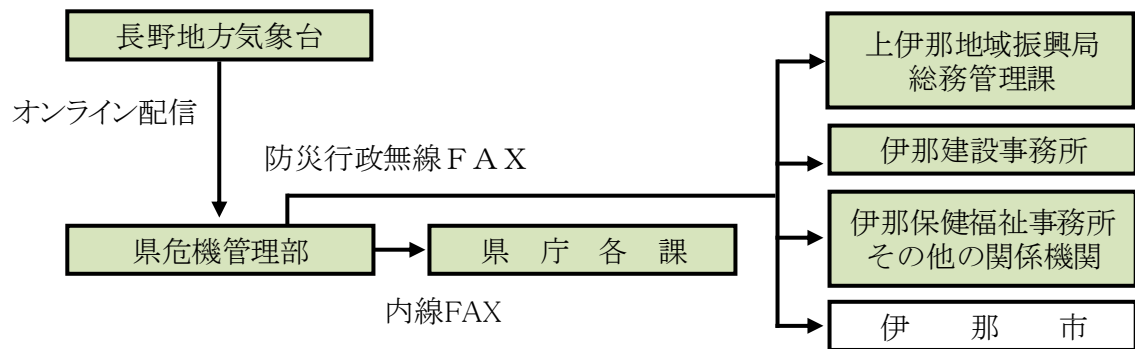 長野地方気象台
上伊那地域振興局
総務管理課
オンライン配信
防災行政無線ＦＡＸ
伊那建設事務所
県危機管理部
県　庁　各　課
伊那保健福祉事務所
その他の関係機関
内線FAX
伊　　那　　市